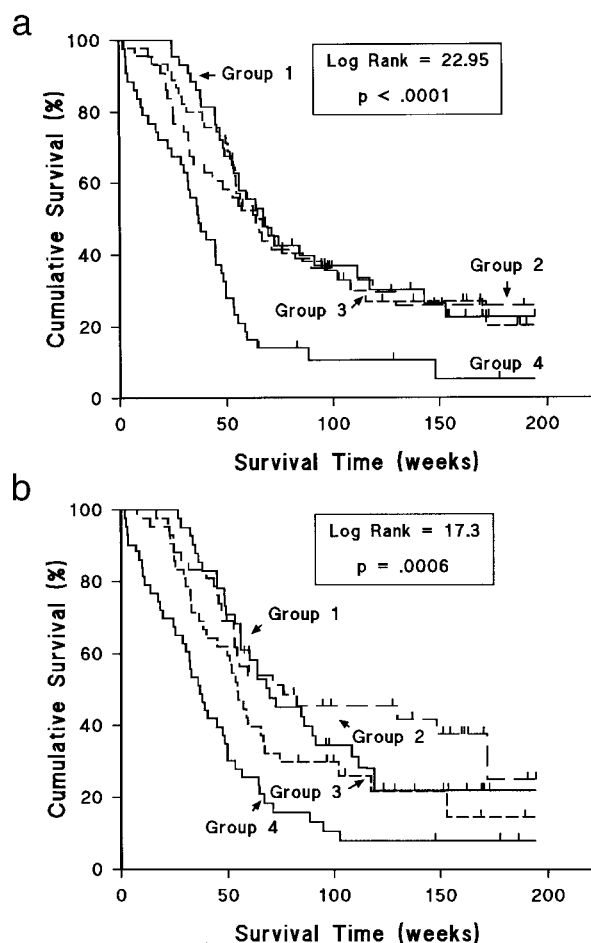 a
Cumulative Survival (%)
100
80
60
40
20
0
Group 1
Log Rank = 22.95
p < .0001
Group 2
Group 3
Group 4
0 50 100 150 200
Survival Time (weeks)
b
Cumulative Survival (%)
100
80
60
40
20
0
Log Rank = 17.3
p = .0006
Group 1
Group 2
Group 3
Group 4
0 50 100 150 200
Survival Time (weeks)